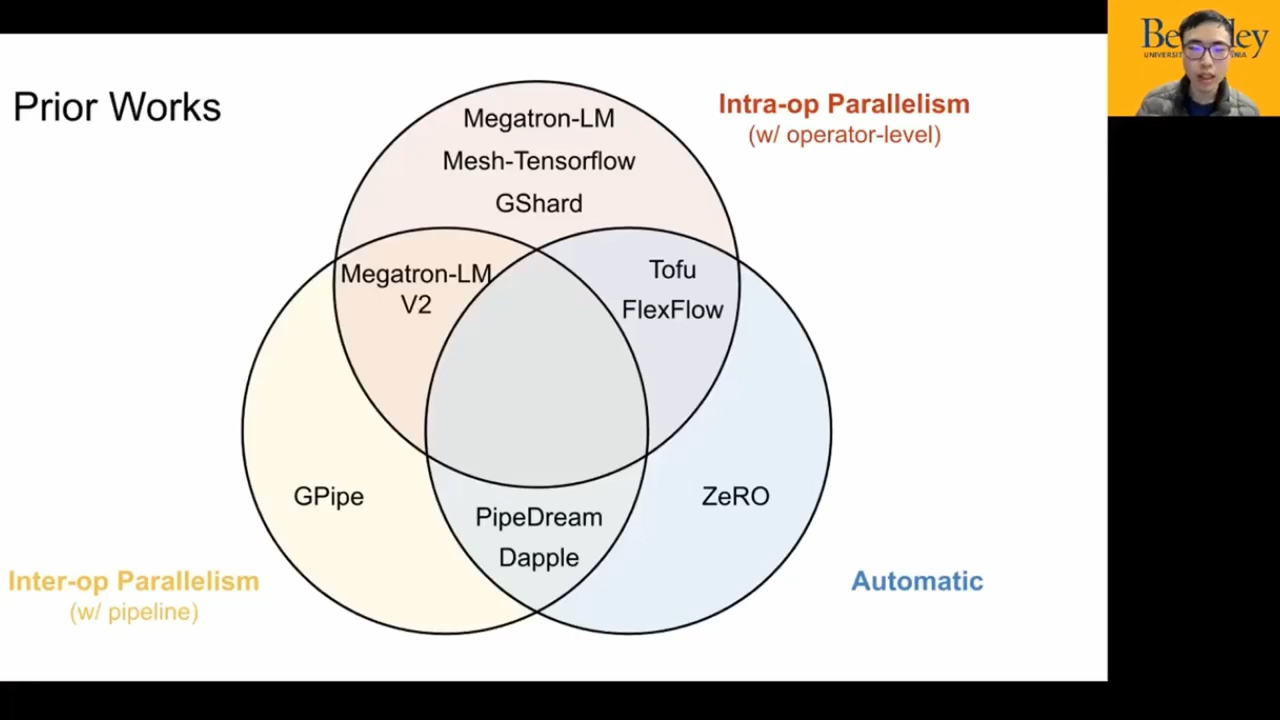 Prior Works
Megatron-LM
Mesh-Tensorflow
GShard
Intra-op Parallelism
(w/ operator-level)
Megatron-LM
V2
Tofu
FlexFlow
GPipe
PipeDream
Dapple
ZeRO
Inter-op Parallelism
(w/ pipeline)
Automatic